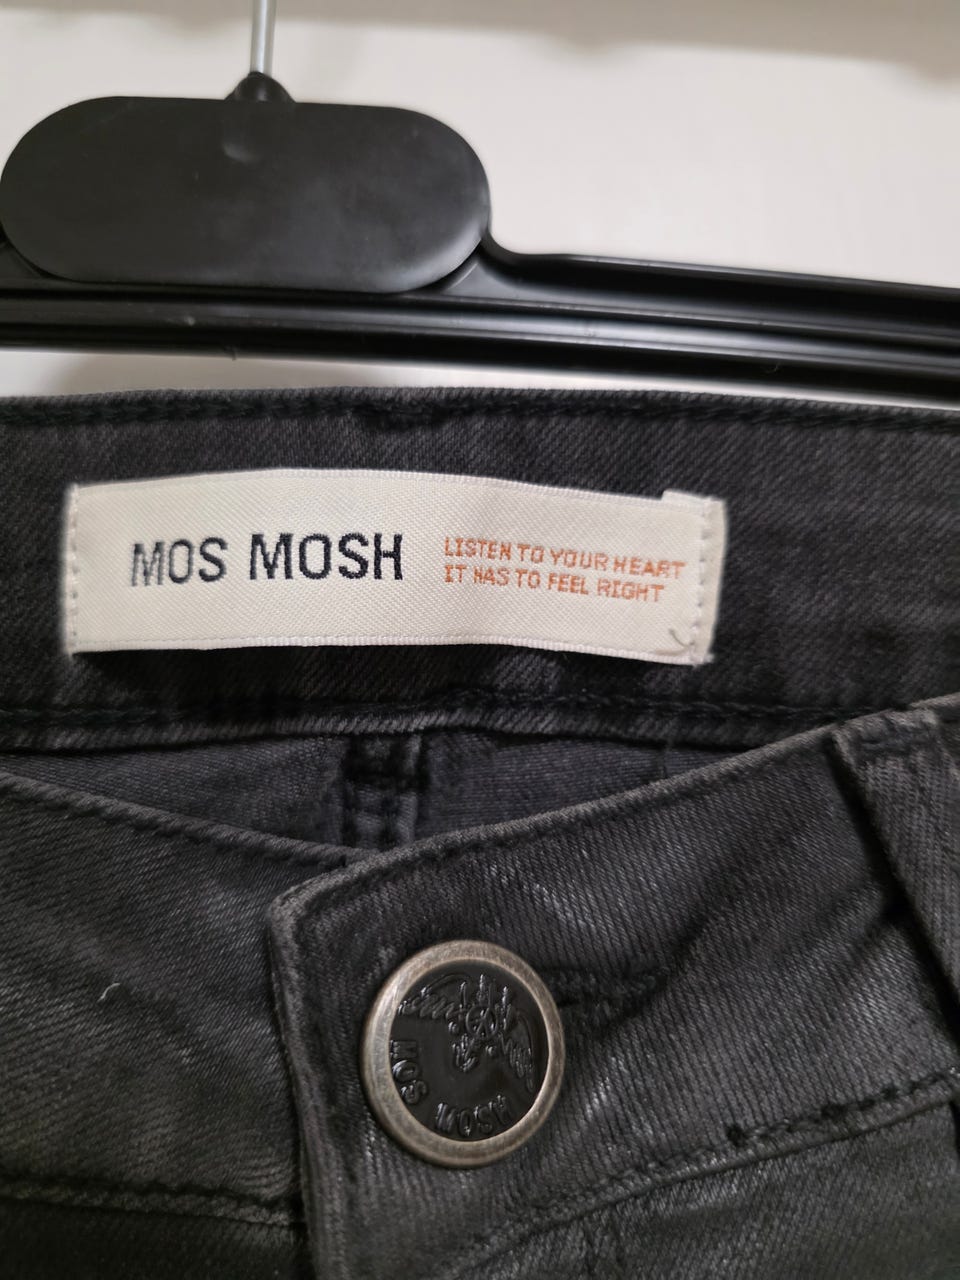 MOS MOSH
LISTEN TO YOUR HEART
IT HAS TO FEEL RIGHT
MOS MOSH